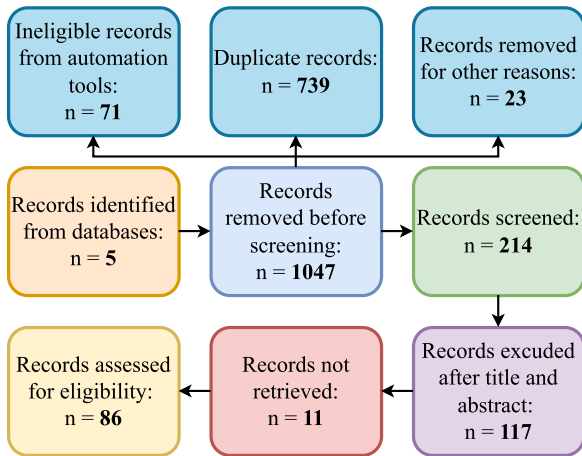 Ineligible records
from automation
tools:
n = 71
Duplicate records:
n = 739
Records removed
for other reasons:
n = 23
Records identified
from databases:
n = 5
Records
removed before
screening:
n = 1047
Records screened:
n = 214
Records assessed
for eligibility:
n = 86
Records not
retrieved:
n = 11
Records excuded
after title and
abstract:
n = 117